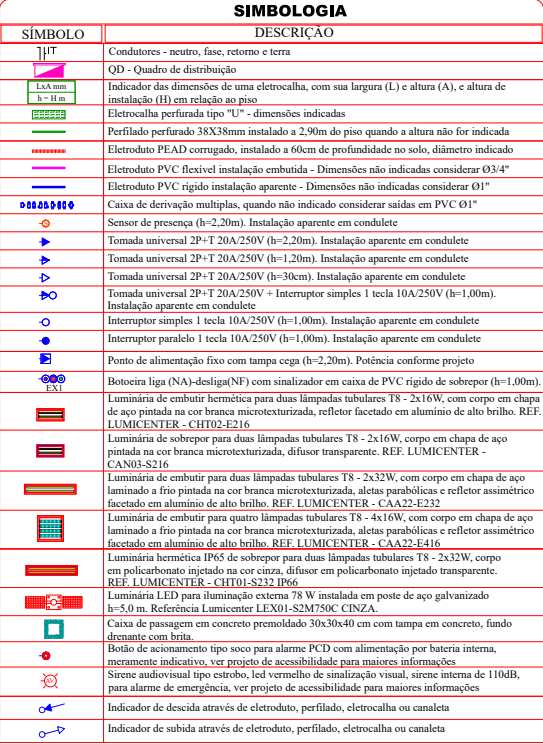 SIMBOLOGIA
SÍMBOLO DESCRIÇÃO
Condutores - neutro, fase, retorno e terra
QD - Quadro de distribuição
LxA mm
h = H m
Indicador das dimensões de uma eletrocalha, com sua largura (L) e altura (A), e altura de
instalação (H) em relação ao piso
Eletrocalha perfurada tipo "U" - dimensões indicadas
Perfilado perfurado 38X38mm instalado a 2,90m do piso quando a altura não for indicada
Eletroduto PEAD corrugado, instalado a 60cm de profundidade no solo, diâmetro indicado
Eletroduto PVC flexivel instalação embutida - Dimensões não indicadas considerar Ø3/4"
Eletroduto PVC rígido instalação aparente - Dimensões não indicadas considerar Ø1"
Caixa de derivação multiplas, quando não indicado considerar saídas em PVC Ø1"
S
Sensor de presença (h=2,20m). Instalação aparente em condulete
Tomada universal 2P+T 20A/250V (h=2,20m). Instalação aparente em condulete
Tomada universal 2P+T 20A/250V (h=1,20m). Instalação aparente em condulete
Tomada universal 2P+T 20A/250V (h=30cm). Instalação aparente em condulete
Tomada universal 2P+T 20A/250V + Interruptor simples 1 tecla 10A/250V (h=1,00m).
Instalação aparente em condulete
Interruptor simples 1 tecla 10A/250V (h=1,00m). Instalação aparente em condulete
Interruptor paralelo 1 tecla 10A/250V (h=1,00m). Instalação aparente em condulete
Ponto de alimentação fixo com tampa cega (h=2,20m). Potência conforme projeto
EX1
Botoeira liga (NA)-desliga(NF) com sinalizador em caixa de PVC rígido de sobrepor (h=1,00m).
Luminária de embutir hermética para duas lâmpadas tubulares T8 - 2x16W, com corpo em chapa
de aço pintada na cor branca microtexturizada, refletor facetado em alumínio de alto brilho. REF.
LUMICENTER - CHT02-E216
Luminária de sobrepor para duas lâmpadas tubulares T8 - 2x16W, corpo em chapa de aço
pintada na cor branca microtexturizada, difusor transparente. REF. LUMICENTER -
CAN03-S216
Luminária de embutir para duas lâmpadas tubulares T8 - 2x32W, com corpo em chapa de aço
laminado a frio pintada na cor branca microtexturizada, aletas parabólicas e refletor assimétrico
facetado em alumínio de alto brilho. REF. LUMICENTER - CAA22-E232
Luminária de embutir para quatro lâmpadas tubulares T8 - 4x16W, com corpo em chapa de aço
laminado a frio pintada na cor branca microtexturizada, aletas parabólicas e refletor assimétrico
facetado em alumínio de alto brilho. REF. LUMICENTER - CAA22-E416
Luminária hermética IP65 de sobrepor para duas lâmpadas tubulares T8 - 2x32W, corpo
em policarbonato injetado na cor cinza, difusor em policarbonato injetado transparente.
REF. LUMICENTER - CHT01-S232 IP66
Luminária LED para iluminação externa 78 W instalada em poste de aço galvanizado
h=5,0 m. Referência Lumicenter LEX01-S2M750C CINZA.
Caixa de passagem em concreto premoldado 30x30x40 cm com tampa em concreto, fundo
drenante com brita.
Botão de acionamento tipo soco para alarme PCD com alimentação por bateria interna,
meramente indicativo, ver projeto de acessibilidade para maiores informações
AV
Sirene audiovisual tipo estrobo, led vermelho de sinalização visual, sirene interna de 110dB,
para alarme de emergência, ver projeto de acessibilidade para maiores informações
Indicador de descida através de eletroduto, perfilado, eletrocalha ou canaleta
Indicador de subida através de eletroduto, perfilado, eletrocalha ou canaleta